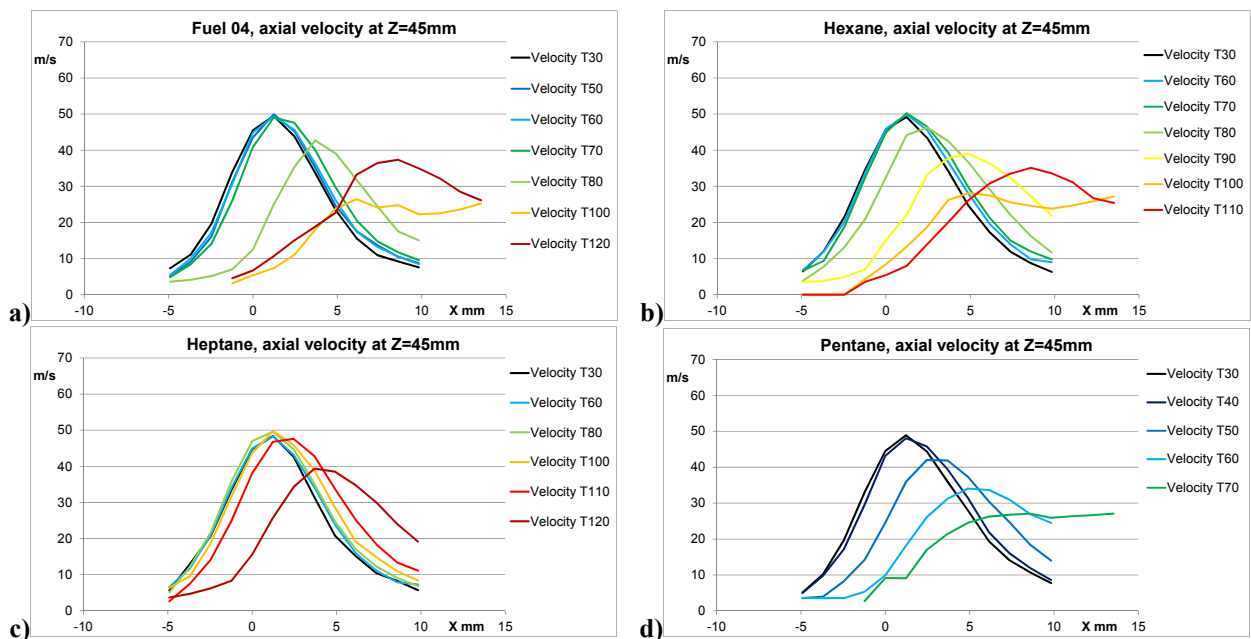 Fuel 04, axial velocity at Z=45mm
70
m/s
60
50
40
30
20
10
0
-10
-5
0
5
10
X mm
15
Velocity T30
Velocity T50
Velocity T60
Velocity T70
Velocity T80
Velocity T100
Velocity T120
a)
Hexane, axial velocity at Z=45mm
70
m/s
60
50
40
30
20
10
0
-10
-5
0
5
10
X mm
15
Velocity T30
Velocity T60
Velocity T70
Velocity T80
Velocity T90
Velocity T100
Velocity T110
b)
Heptane, axial velocity at Z=45mm
70
m/s
60
50
40
30
20
10
0
-10
-5
0
5
10
X mm
15
Velocity T30
Velocity T60
Velocity T80
Velocity T100
Velocity T110
Velocity T120
c)
Pentane, axial velocity at Z=45mm
70
m/s
60
50
40
30
20
10
0
-10
-5
0
5
10
X mm
15
Velocity T30
Velocity T40
Velocity T50
Velocity T60
Velocity T70
d)